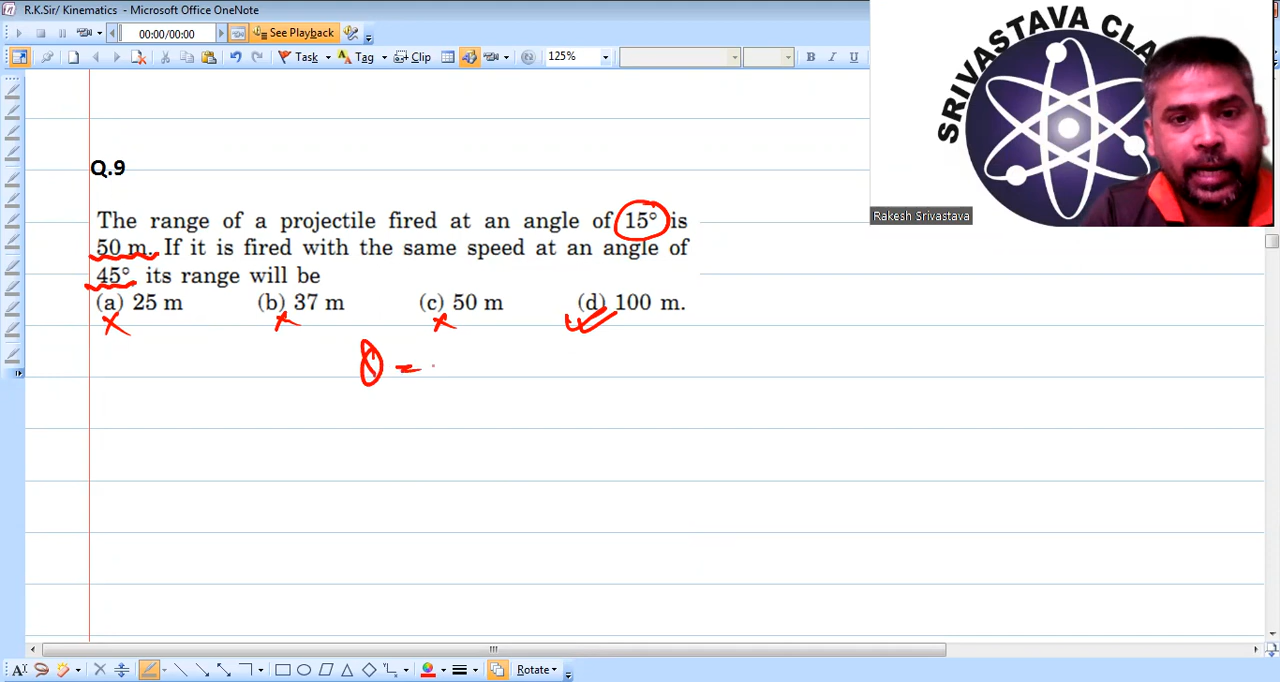 R.K.Sir/ Kinematics - Microsoft Office OneNote
00:00/00:00 See Playback
Task Tag Clip 125% B I U
SRIVASTAVA CLA
Rakesh Srivastava
Q.9
The range of a projectile fired at an angle of 15° is
50 m. If it is fired with the same speed at an angle of
45° its range will be
(a) 25 m (b) 37 m (c) 50 m (d) 100 m.
θ =
Rotate